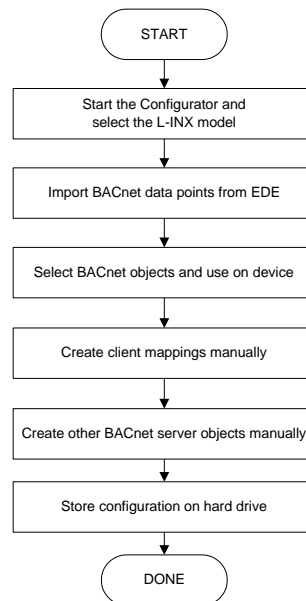 START
Start the Configurator and
select the L-INX model
Import BACnet data points from EDE
Select BACnet objects and use on device
Create client mappings manually
Create other BACnet server objects manually
Store configuration on hard drive
DONE